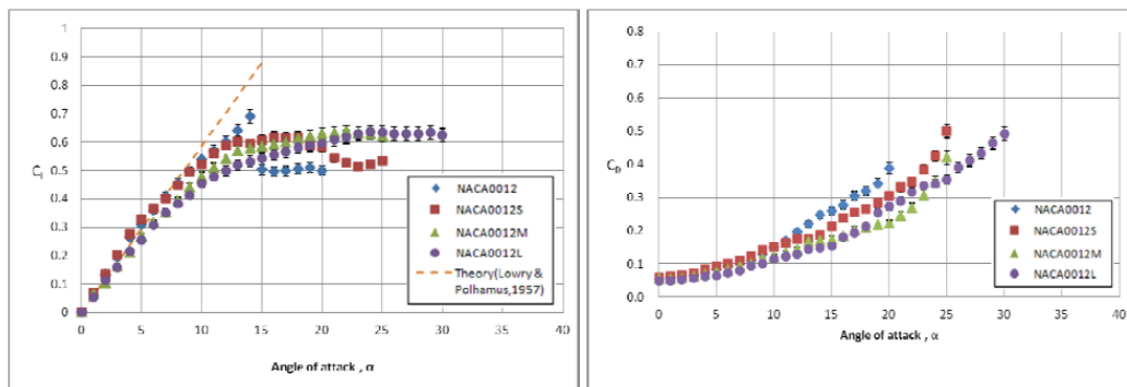 1
0.9
0.8
0.7
0.6
0.5
0.4
0.3
0.2
0.1
0
C_L
0 5 10 15 20 25 30 35 40
Angle of attack , α
NACA0012
NACA0012S
NACA0012M
NACA0012L
Theory(Lowry &
Polhamus,1957)
0.8
0.7
0.6
0.5
0.4
0.3
0.2
0.1
0.0
C_D
0 5 10 15 20 25 30 35 40
Angle of attack , α
NACA0012
NACA0012S
NACA0012M
NACA0012L